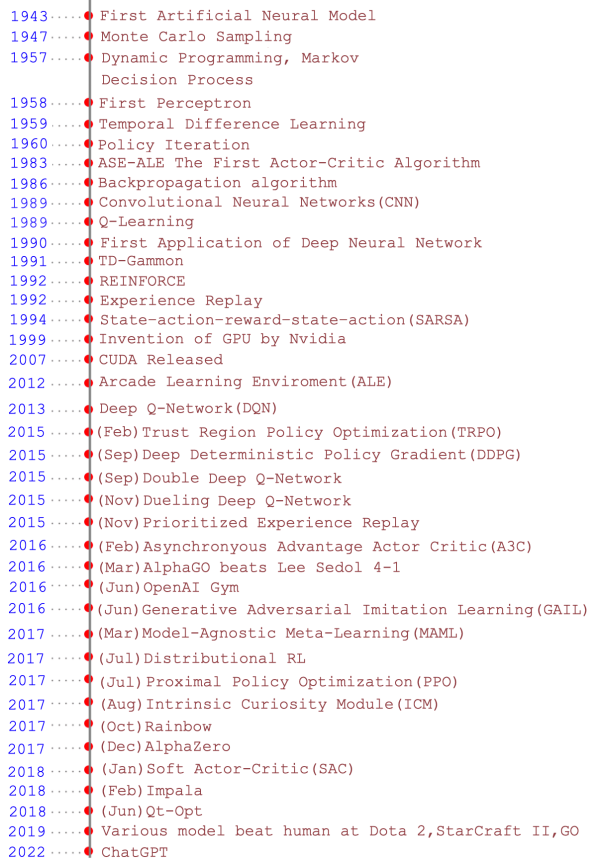 1943 First Artificial Neural Model
1947 Monte Carlo Sampling
1957 Dynamic Programming, Markov
Decision Process
1958 First Perceptron
1959 Temporal Difference Learning
1960 Policy Iteration
1983 ASE-ALE The First Actor-Critic Algorithm
1986 Backpropagation algorithm
1989 Convolutional Neural Networks(CNN)
1989 Q-Learning
1990 First Application of Deep Neural Network
1991 TD-Gammon
1992 REINFORCE
1992 Experience Replay
1994 State-action-reward-state-action(SARSA)
1999 Invention of GPU by Nvidia
2007 CUDA Released
2012 Arcade Learning Enviroment(ALE)
2013 Deep Q-Network(DQN)
2015 (Feb)Trust Region Policy Optimization(TRPO)
2015 (Sep)Deep Deterministic Policy Gradient(DDPG)
2015 (Sep)Double Deep Q-Network
2015 (Nov)Dueling Deep Q-Network
2015 (Nov)Prioritized Experience Replay
2016 (Feb)Asynchronyous Advantage Actor Critic(A3C)
2016 (Mar)AlphaGO beats Lee Sedol 4-1
2016 (Jun)OpenAI Gym
2016 (Jun)Generative Adversarial Imitation Learning(GAIL)
2017 (Mar)Model-Agnostic Meta-Learning(MAML)
2017 (Jul)Distributional RL
2017 (Jul)Proximal Policy Optimization(PPO)
2017 (Aug)Intrinsic Curiosity Module(ICM)
2017 (Oct)Rainbow
2017 (Dec)AlphaZero
2018 (Jan)Soft Actor-Critic(SAC)
2018 (Feb)Impala
2018 (Jun)Qt-Opt
2019 Various model beat human at Dota 2,StarCraft II,GO
2022 ChatGPT